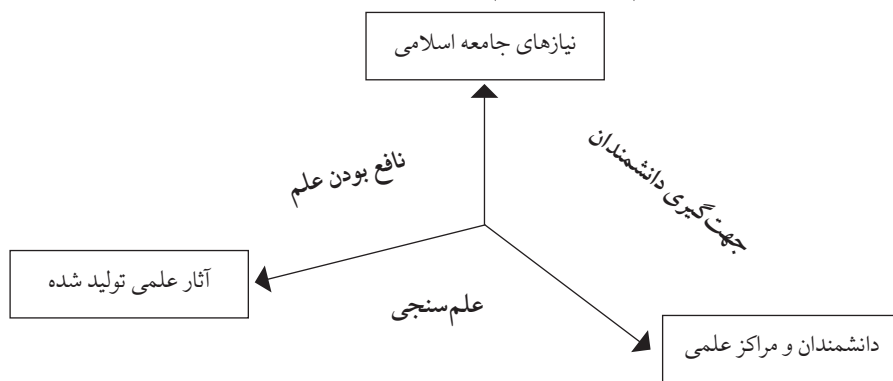 نیازهای جامعه اسلامی
نافع بودن علم
جهت‌گیری دانشمندان
آثار علمی تولید شده
علم‌سنجی
دانشمندان و مراکز علمی